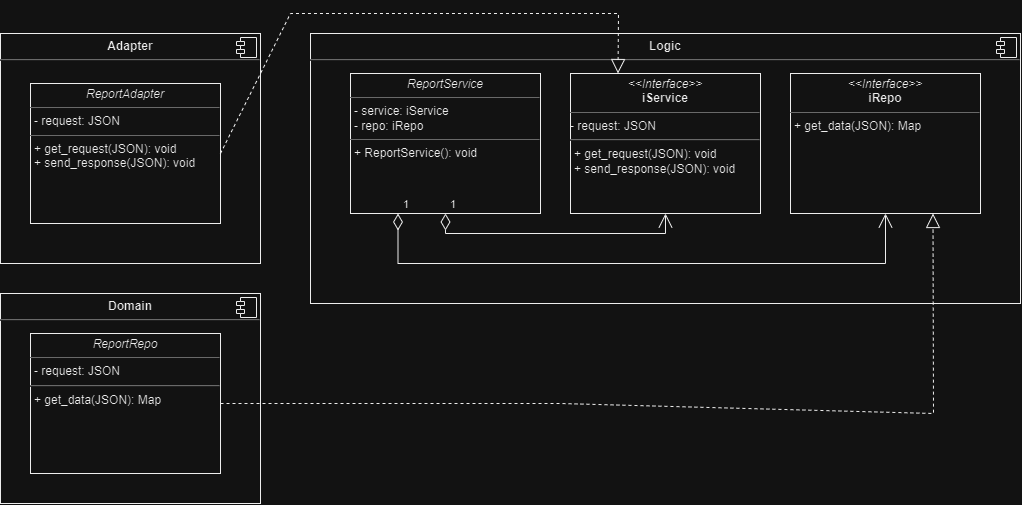 Adapter
ReportAdapter
- request: JSON
+ get_request(JSON): void
+ send_response(JSON): void
Logic
ReportService
- service: iService
- repo: iRepo
+ ReportService(): void
1
1
<<Interface>>
iService
- request: JSON
+ get_request(JSON): void
+ send_response(JSON): void
<<Interface>>
iRepo
+ get_data(JSON): Map
Domain
ReportRepo
- request: JSON
+ get_data(JSON): Map